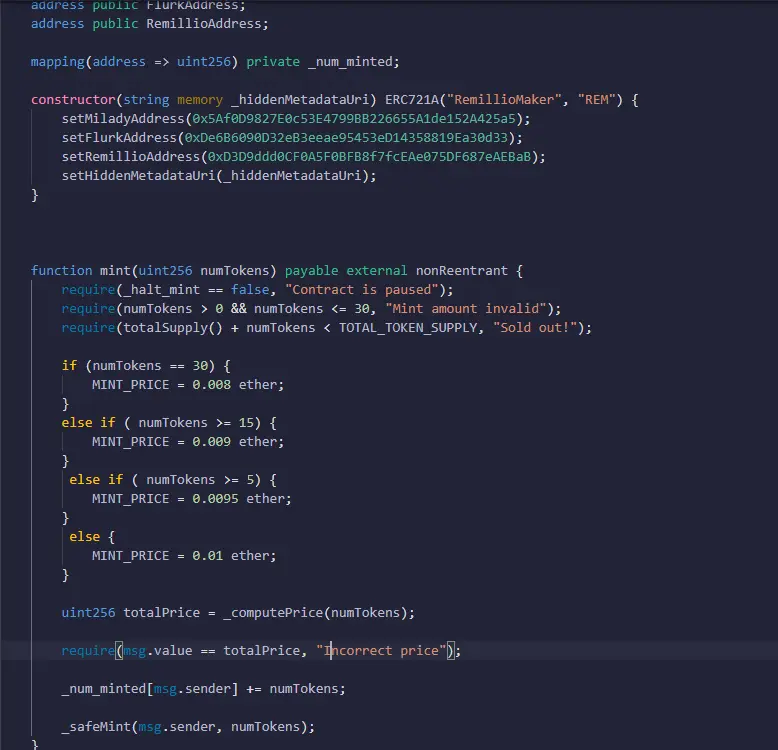 address public FlurkAddress;
address public RemillioAddress;
mapping(address => uint256) private _num_minted;
constructor(string memory _hiddenMetadataUri) ERC721A("RemillioMaker", "REM") {
setMiladyAddress(0x5Af0D9827E0c53E4799BB226655A1de152A425a5);
setFlurkAddress(0xDe6B6090D32eB3eeae95453eD14358819Ea30d33);
setRemillioAddress(0xD3D9ddd0CF0A5F0BFB8f7fcEAe075DF687eAEBaB);
setHiddenMetadataUri(_hiddenMetadataUri);
}
function mint(uint256 numTokens) payable external nonReentrant {
require(_halt_mint == false, "Contract is paused");
require(numTokens > 0 && numTokens <= 30, "Mint amount invalid");
require(totalSupply() + numTokens < TOTAL_TOKEN_SUPPLY, "Sold out!");
if (numTokens == 30) {
MINT_PRICE = 0.008 ether;
}
else if ( numTokens >= 15) {
MINT_PRICE = 0.009 ether;
}
else if ( numTokens >= 5) {
MINT_PRICE = 0.0095 ether;
}
else {
MINT_PRICE = 0.01 ether;
}
uint256 totalPrice = _computePrice(numTokens);
require(msg.value == totalPrice, "Incorrect price");
_num_minted[msg.sender] += numTokens;
_safeMint(msg.sender, numTokens);
}